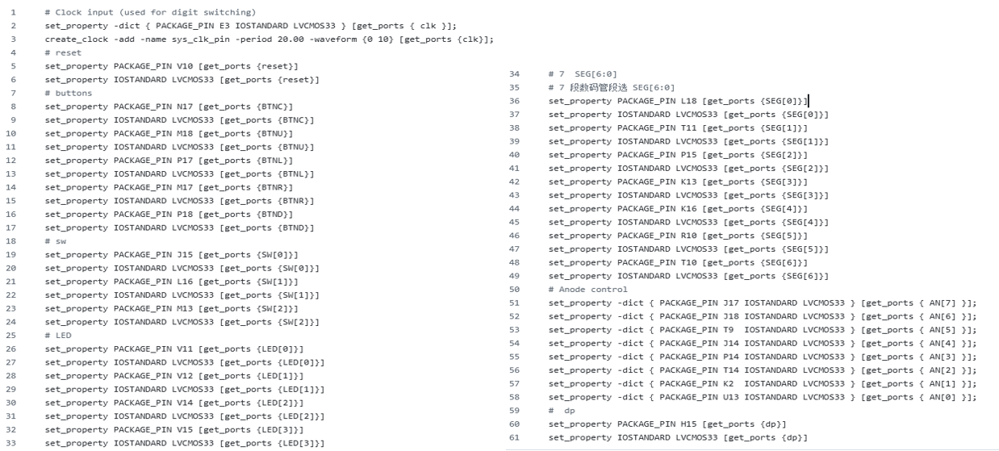 1 # Clock input (used for digit switching)
2 set_property -dict { PACKAGE_PIN E3 IOSTANDARD LVCMOS33 } [get_ports { clk }];
3 create_clock -add -name sys_clk_pin -period 20.00 -waveform {0 10} [get_ports {clk}];
4 # reset
5 set_property PACKAGE_PIN V10 [get_ports {reset}]
6 set_property IOSTANDARD LVCMOS33 [get_ports {reset}]
7 # buttons
8 set_property PACKAGE_PIN N17 [get_ports {BTNC}]
9 set_property IOSTANDARD LVCMOS33 [get_ports {BTNC}]
10 set_property PACKAGE_PIN M18 [get_ports {BTNU}]
11 set_property IOSTANDARD LVCMOS33 [get_ports {BTNU}]
12 set_property PACKAGE_PIN P17 [get_ports {BTNL}]
13 set_property IOSTANDARD LVCMOS33 [get_ports {BTNL}]
14 set_property PACKAGE_PIN M17 [get_ports {BTNR}]
15 set_property IOSTANDARD LVCMOS33 [get_ports {BTNR}]
16 set_property PACKAGE_PIN P18 [get_ports {BTND}]
17 set_property IOSTANDARD LVCMOS33 [get_ports {BTND}]
18 # sw
19 set_property PACKAGE_PIN J15 [get_ports {SW[0]}]
20 set_property IOSTANDARD LVCMOS33 [get_ports {SW[0]}]
21 set_property PACKAGE_PIN L16 [get_ports {SW[1]}]
22 set_property IOSTANDARD LVCMOS33 [get_ports {SW[1]}]
23 set_property PACKAGE_PIN M13 [get_ports {SW[2]}]
24 set_property IOSTANDARD LVCMOS33 [get_ports {SW[2]}]
25 # LED
26 set_property PACKAGE_PIN V11 [get_ports {LED[0]}]
27 set_property IOSTANDARD LVCMOS33 [get_ports {LED[0]}]
28 set_property PACKAGE_PIN V12 [get_ports {LED[1]}]
29 set_property IOSTANDARD LVCMOS33 [get_ports {LED[1]}]
30 set_property PACKAGE_PIN V14 [get_ports {LED[2]}]
31 set_property IOSTANDARD LVCMOS33 [get_ports {LED[2]}]
32 set_property PACKAGE_PIN V15 [get_ports {LED[3]}]
33 set_property IOSTANDARD LVCMOS33 [get_ports {LED[3]}]
34 # 7 SEG[6:0]
35 # 7 段数码管段选 SEG[6:0]
36 set_property PACKAGE_PIN L18 [get_ports {SEG[0]}]
37 set_property IOSTANDARD LVCMOS33 [get_ports {SEG[0]}]
38 set_property PACKAGE_PIN T11 [get_ports {SEG[1]}]
39 set_property IOSTANDARD LVCMOS33 [get_ports {SEG[1]}]
40 set_property PACKAGE_PIN P15 [get_ports {SEG[2]}]
41 set_property IOSTANDARD LVCMOS33 [get_ports {SEG[2]}]
42 set_property PACKAGE_PIN K13 [get_ports {SEG[3]}]
43 set_property IOSTANDARD LVCMOS33 [get_ports {SEG[3]}]
44 set_property PACKAGE_PIN K16 [get_ports {SEG[4]}]
45 set_property IOSTANDARD LVCMOS33 [get_ports {SEG[4]}]
46 set_property PACKAGE_PIN R10 [get_ports {SEG[5]}]
47 set_property IOSTANDARD LVCMOS33 [get_ports {SEG[5]}]
48 set_property PACKAGE_PIN T10 [get_ports {SEG[6]}]
49 set_property IOSTANDARD LVCMOS33 [get_ports {SEG[6]}]
50 # Anode control
51 set_property -dict { PACKAGE_PIN J17 IOSTANDARD LVCMOS33 } [get_ports { AN[7] }];
52 set_property -dict { PACKAGE_PIN J18 IOSTANDARD LVCMOS33 } [get_ports { AN[6] }];
53 set_property -dict { PACKAGE_PIN T9 IOSTANDARD LVCMOS33 } [get_ports { AN[5] }];
54 set_property -dict { PACKAGE_PIN J14 IOSTANDARD LVCMOS33 } [get_ports { AN[4] }];
55 set_property -dict { PACKAGE_PIN P14 IOSTANDARD LVCMOS33 } [get_ports { AN[3] }];
56 set_property -dict { PACKAGE_PIN T14 IOSTANDARD LVCMOS33 } [get_ports { AN[2] }];
57 set_property -dict { PACKAGE_PIN K2 IOSTANDARD LVCMOS33 } [get_ports { AN[1] }];
58 set_property -dict { PACKAGE_PIN U13 IOSTANDARD LVCMOS33 } [get_ports { AN[0] }];
59 # dp
60 set_property PACKAGE_PIN H15 [get_ports {dp}]
61 set_property IOSTANDARD LVCMOS33 [get_ports {dp}]